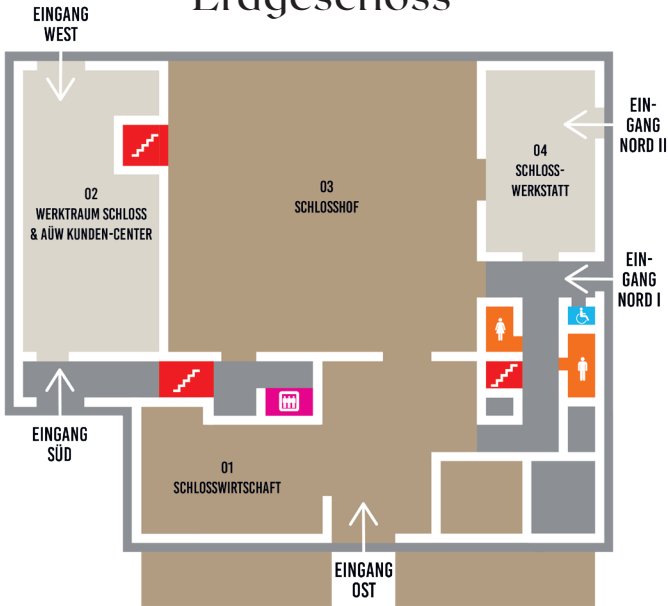 Erdgeschoss
EINGANG
WEST
EIN-
GANG
NORD II
04
SCHLOSS-
WERKSTATT
02
WERKTRAUM SCHLOSS
& AÜW KUNDEN-CENTER
03
SCHLOSSHOF
EIN-
GANG
NORD I
EINGANG
SÜD
01
SCHLOSSWIRTSCHAFT
EINGANG
OST